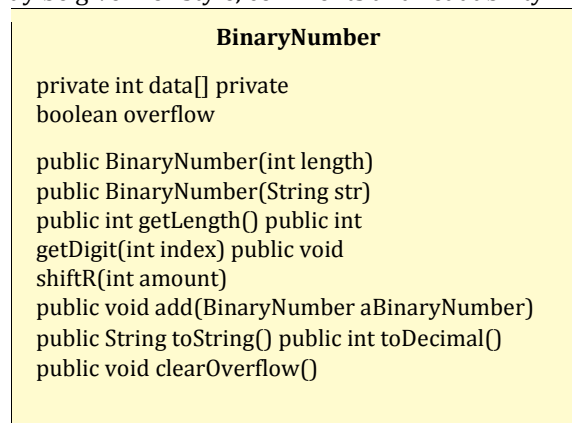 BinaryNumber
private int data[] private
boolean overflow
public BinaryNumber(int length)
public BinaryNumber(String str)
public int getLength() public int
getDigit(int index) public void
shiftR(int amount)
public void add(BinaryNumber aBinaryNumber)
public String toString() public int toDecimal()
public void clearOverflow()